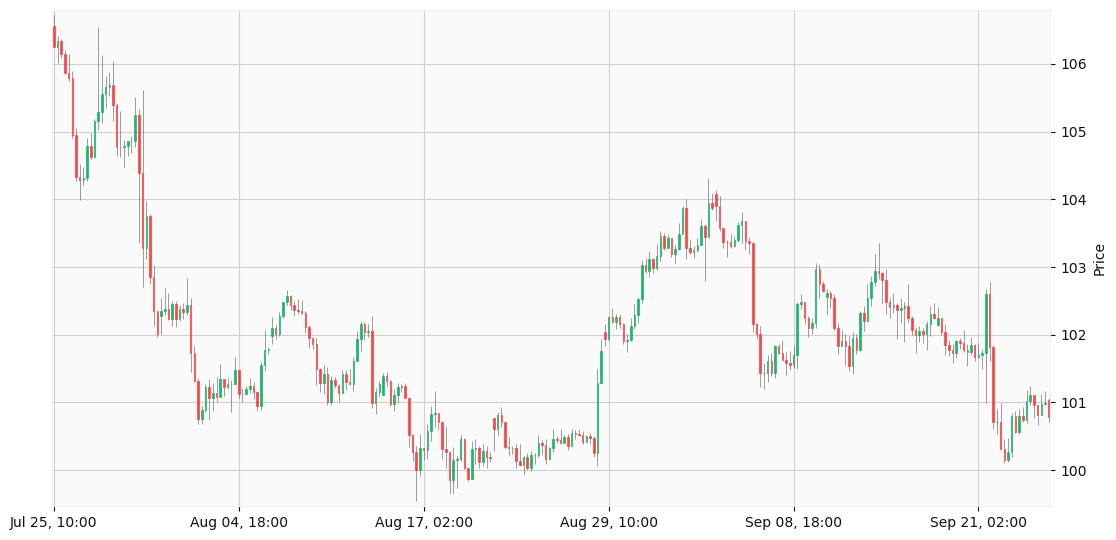 106
105
104
103
102
101
100
Price
Jul 25, 10:00
Aug 04, 18:00
Aug 17, 02:00
Aug 29, 10:00
Sep 08, 18:00
Sep 21, 02:00